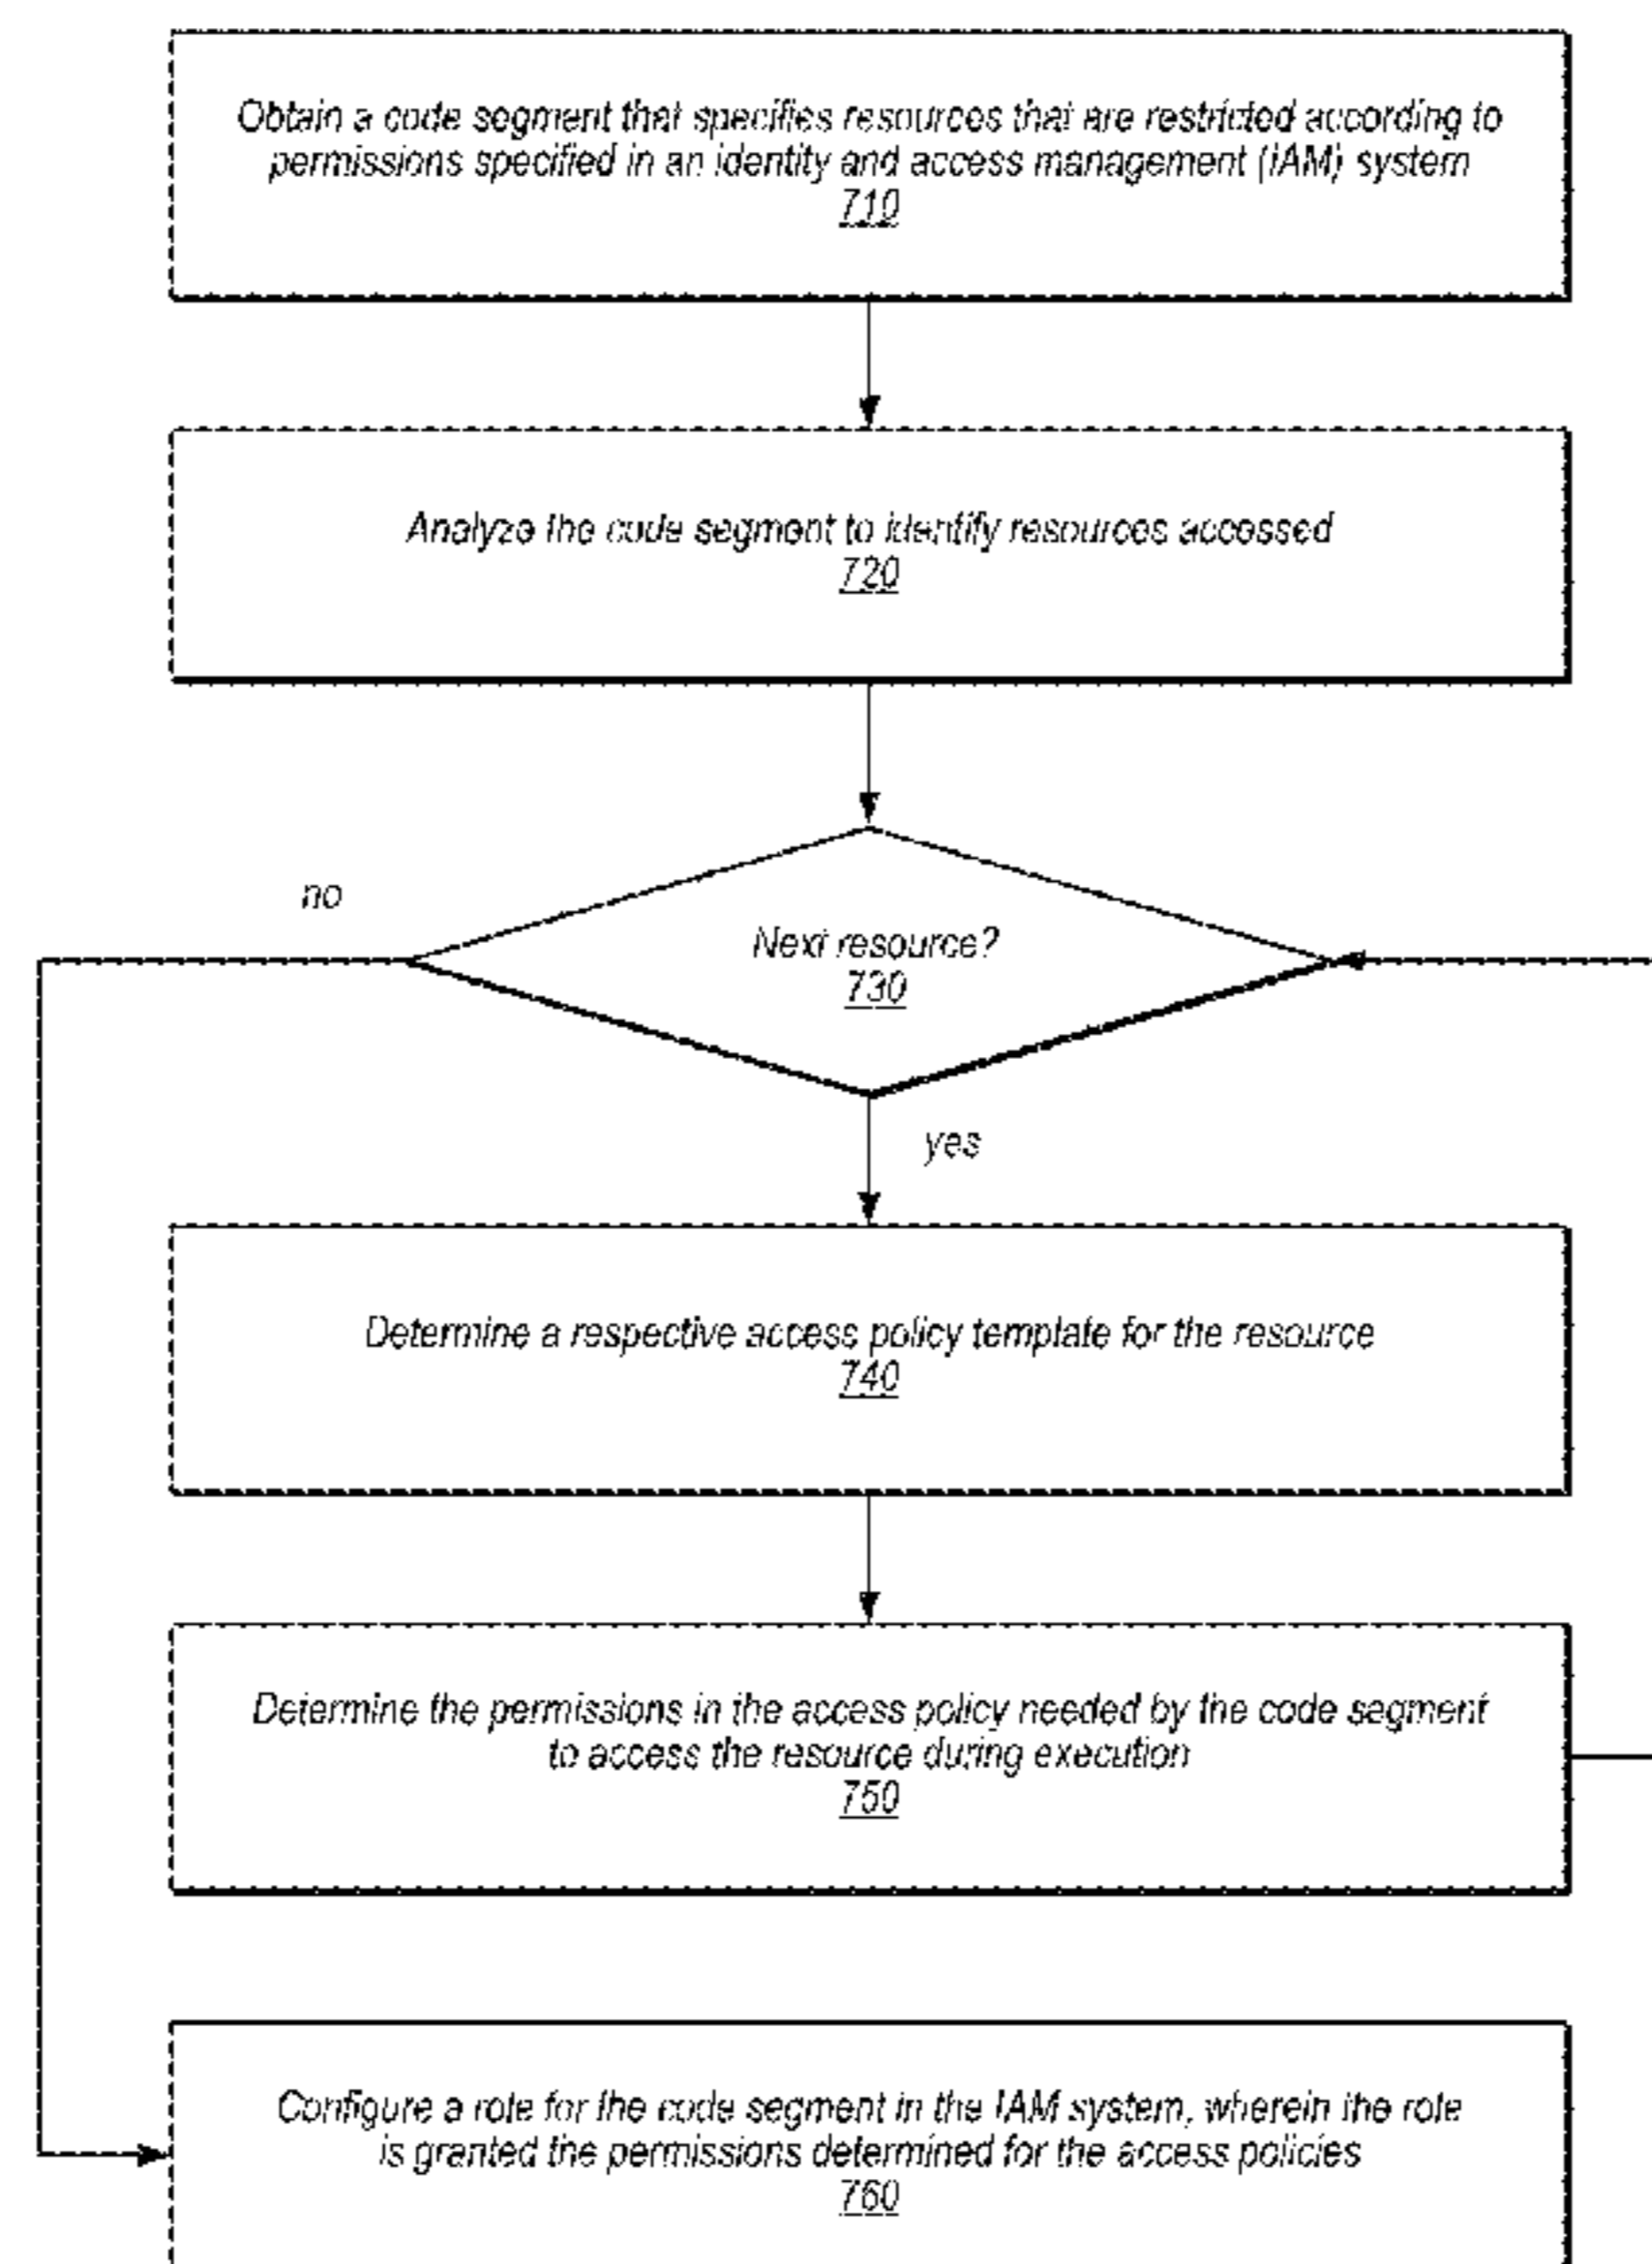 Obtain a code segment that specifies resources that are restricted according to
permissions specified in an identity and access management (IAM) system
710
Analyze the code segment to identify resources accessed
720
no
Next resource?
730
yes
Determine a respective access policy template for the resource
740
Determine the permissions in the access policy needed by the code segment
to access the resource during execution
750
Configure a role for the code segment in the IAM system, wherein the role
is granted the permissions determined for the access policies
760